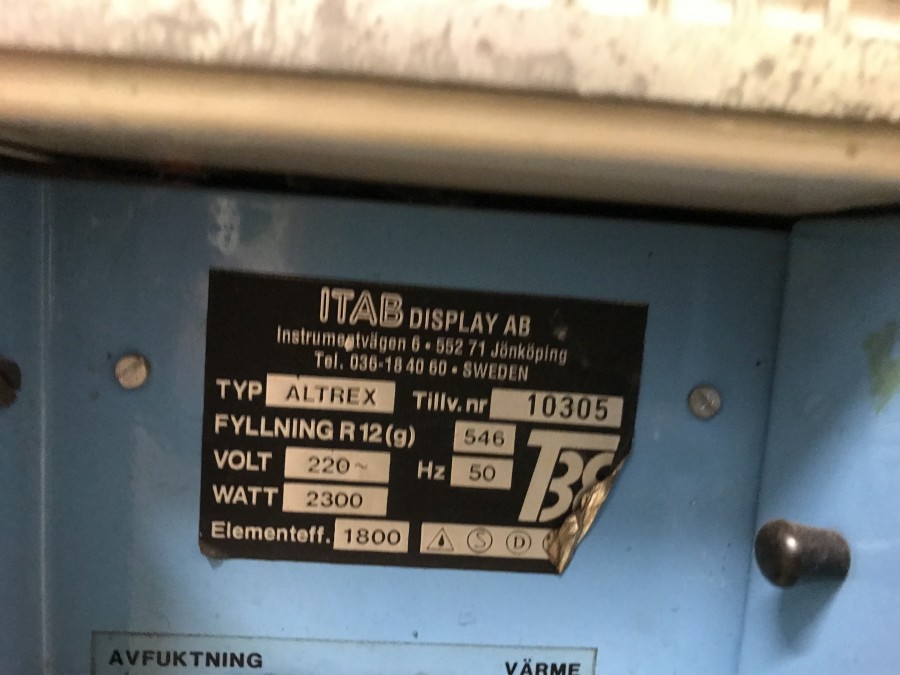 ITAB DISPLAY AB
Instrumentvägen 6 • 552 71 Jönköping
Tel. 036-18 40 60 • SWEDEN
TYP ALTREX Tillv.nr 10305
FYLLNING R 12 (g) 546
VOLT 220~ Hz 50
WATT 2300
Elementeff. 1800 S D
AVFUKTNING VÄRME